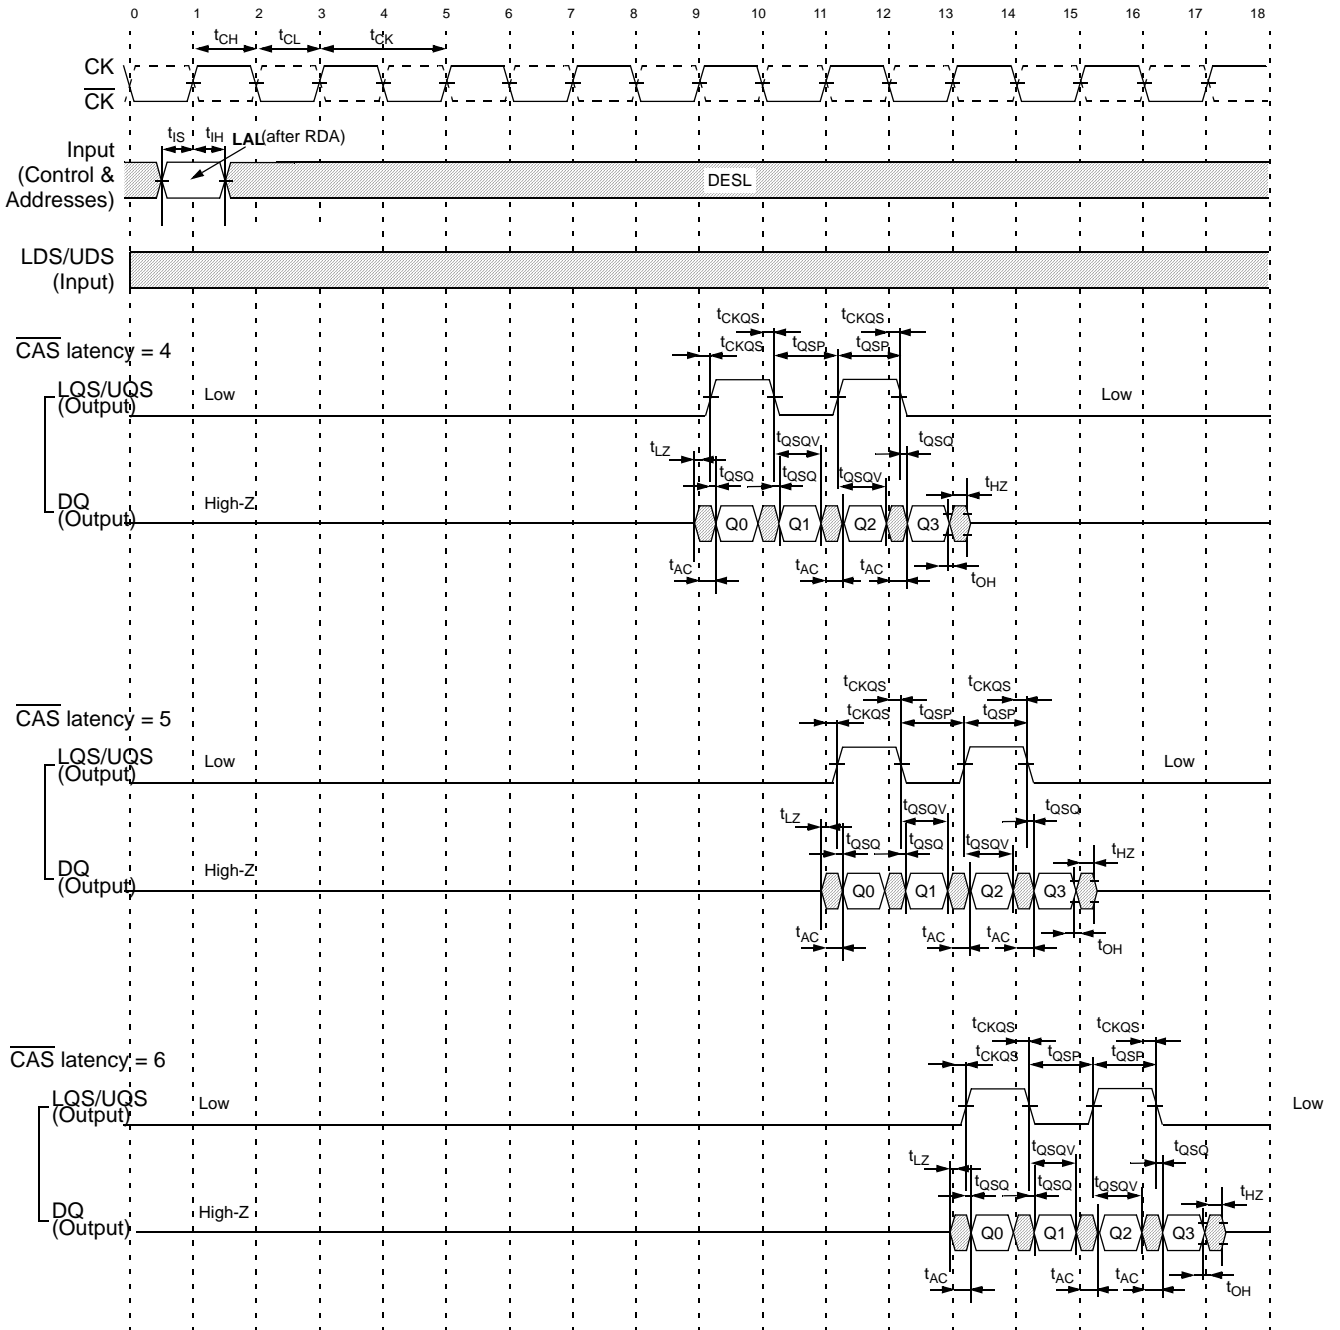 0 1 2 3 4 5 6 7 8 9 10 11 12 13 14 15 16 17 18
tCH tCL tCK
CK
CK
tIS tIH LAL(after RDA)
Input
(Control &
Addresses)
DESL
LDS/UDS
(Input)
tCKQS tCKQS
CAS latency = 4
tCKQS tQSP tQSP
LQS/UQS
(Output)
Low Low
tLZ tQSQV tQSQ
tQSQ tQSQ tQSQV tHZ
DQ
(Output)
High-Z
Q0 Q1 Q2 Q3
tAC tAC tAC tOH
tCKQS tCKQS
CAS latency = 5
tCKQS tQSP tQSP
LQS/UQS
(Output)
Low Low
tLZ tQSQV tQSQ
tQSQ tQSQ tQSQV tHZ
DQ
(Output)
High-Z
Q0 Q1 Q2 Q3
tAC tAC tAC tOH
tCKQS tCKQS
CAS latency = 6
tCKQS tQSP tQSP
LQS/UQS
(Output)
Low Low
tLZ tQSQV tQSQ
tQSQ tQSQ tQSQV tHZ
DQ
(Output)
High-Z
Q0 Q1 Q2 Q3
tAC tAC tAC tOH